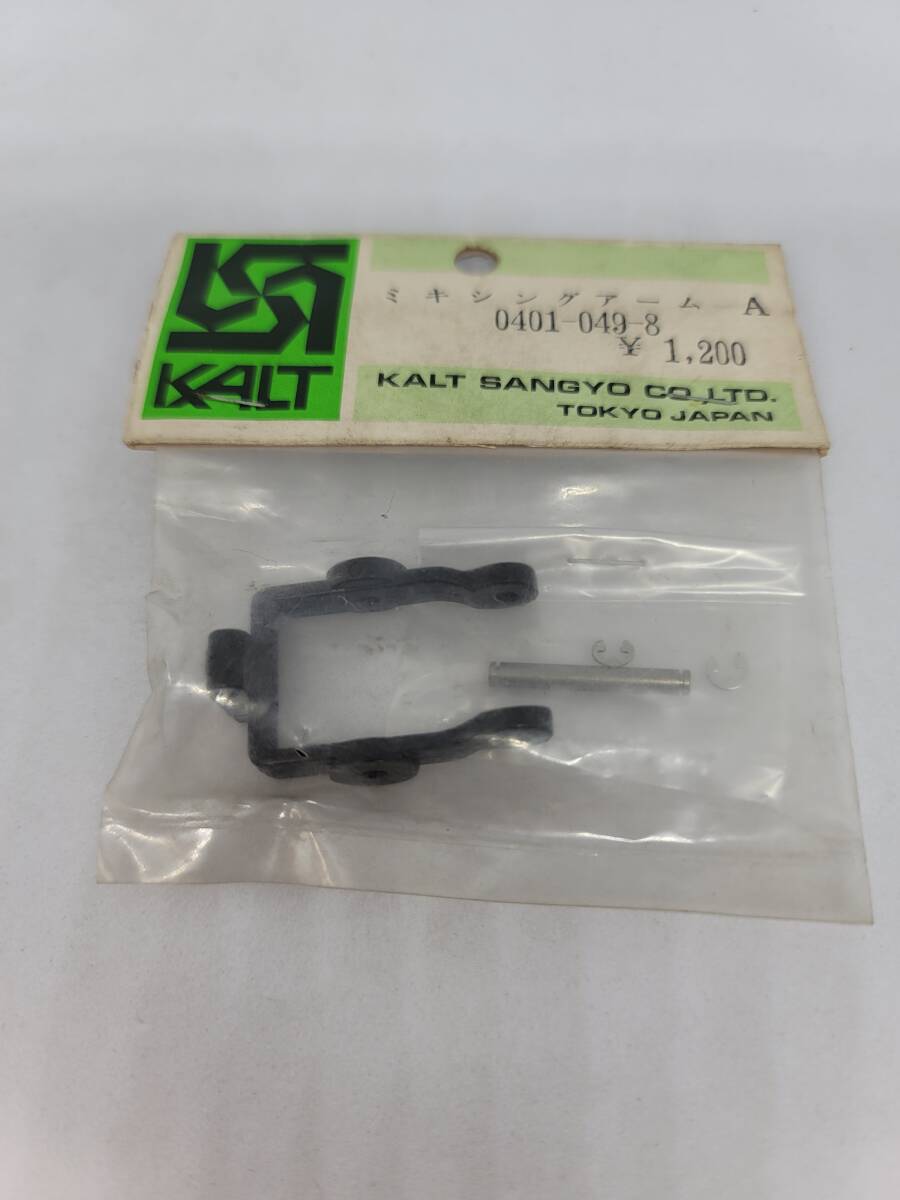 ミキシングアーム A
0401-049-8
¥ 1,200
KALT
KALT SANGYO CO.,LTD.
TOKYO JAPAN